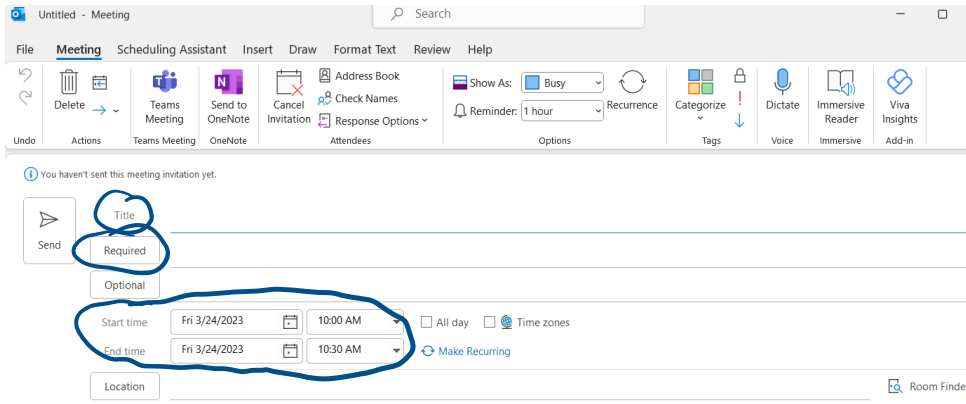 Untitled - Meeting
Search
File Meeting Scheduling Assistant Insert Draw Format Text Review Help
Delete
Teams Meeting
Send to OneNote
Cancel Invitation
Address Book
Check Names
Response Options
Show As: Busy
Reminder: 1 hour
Recurrence
Categorize
Dictate
Immersive Reader
Viva Insights
Undo Actions Teams Meeting OneNote Attendees Options Tags Voice Immersive Add-in
You haven't sent this meeting invitation yet.
Send
Title
Required
Optional
Start time Fri 3/24/2023 10:00 AM All day Time zones
End time Fri 3/24/2023 10:30 AM Make Recurring
Location Room Finde